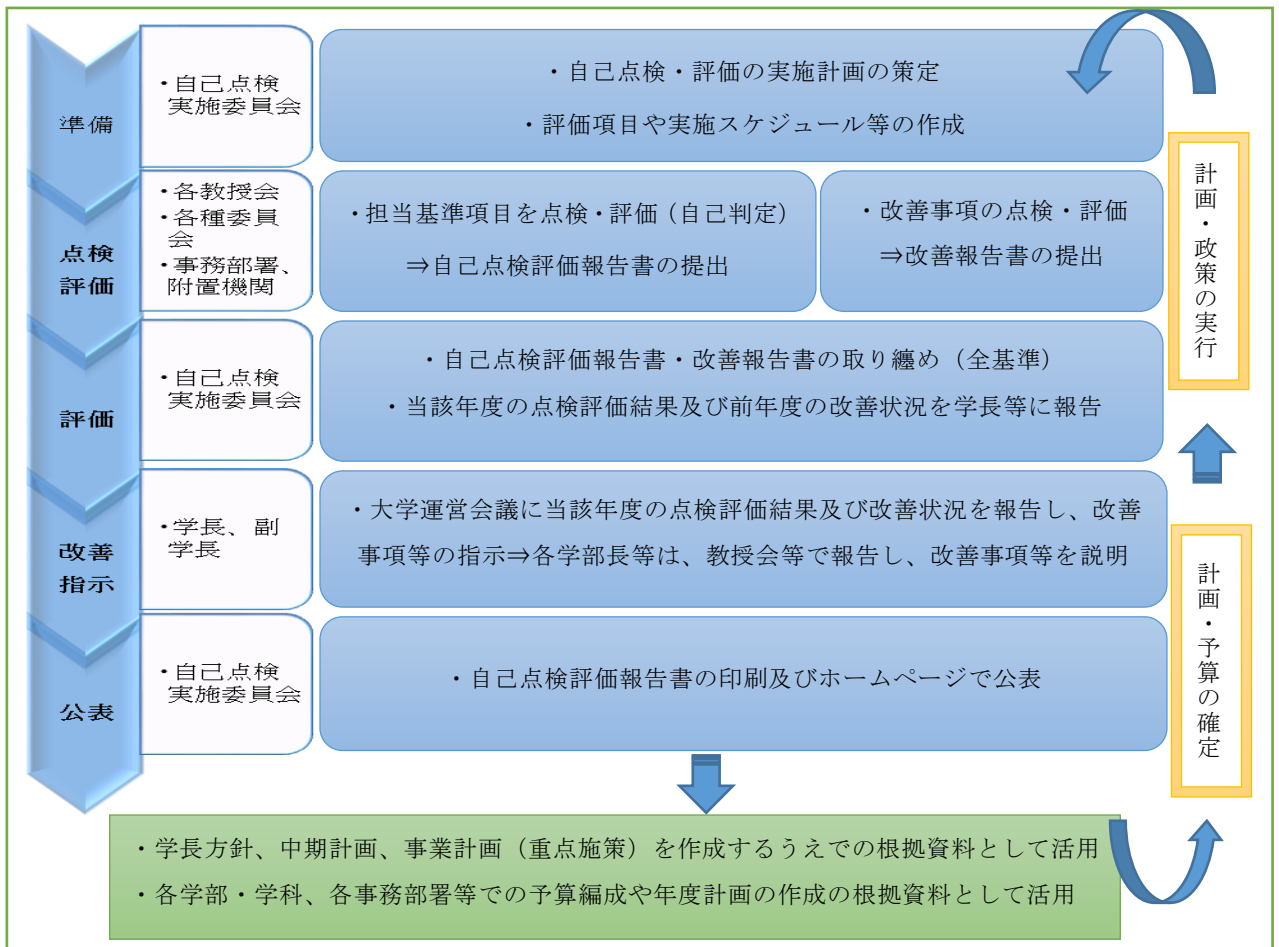 準備
・自己点検
実施委員会
・自己点検・評価の実施計画の策定
・評価項目や実施スケジュール等の作成
点検
評価
・各教授会
・各種委員
会
・事務部署、
附置機関
・担当基準項目を点検・評価（自己判定）
⇒自己点検評価報告書の提出
・改善事項の点検・評価
⇒改善報告書の提出
評価
・自己点検
実施委員会
・自己点検評価報告書・改善報告書の取り纏め（全基準）
・当該年度の点検評価結果及び前年度の改善状況を学長等に報告
改善
指示
・学長、副
学長
・大学運営会議に当該年度の点検評価結果及び改善状況を報告し、改善
事項等の指示⇒各学部長等は、教授会等で報告し、改善事項等を説明
公表
・自己点検
実施委員会
・自己点検評価報告書の印刷及びホームページで公表
・学長方針、中期計画、事業計画（重点施策）を作成するうえでの根拠資料として活用
・各学部・学科、各事務部署等での予算編成や年度計画の作成の根拠資料として活用
計画・予算の確定
計画・政策の実行